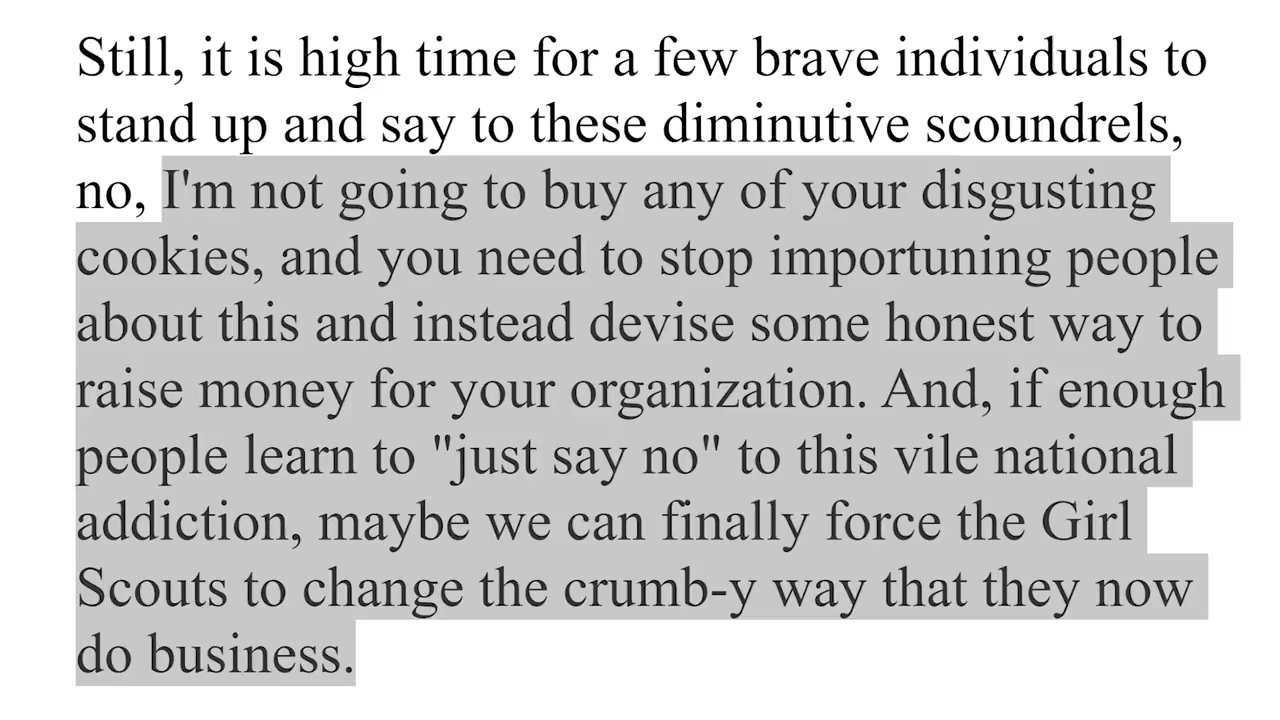 Still, it is high time for a few brave individuals to
stand up and say to these diminutive scoundrels,
no, I'm not going to buy any of your disgusting
cookies, and you need to stop importuning people
about this and instead devise some honest way to
raise money for your organization. And, if enough
people learn to "just say no" to this vile national
addiction, maybe we can finally force the Girl
Scouts to change the crumb-y way that they now
do business.